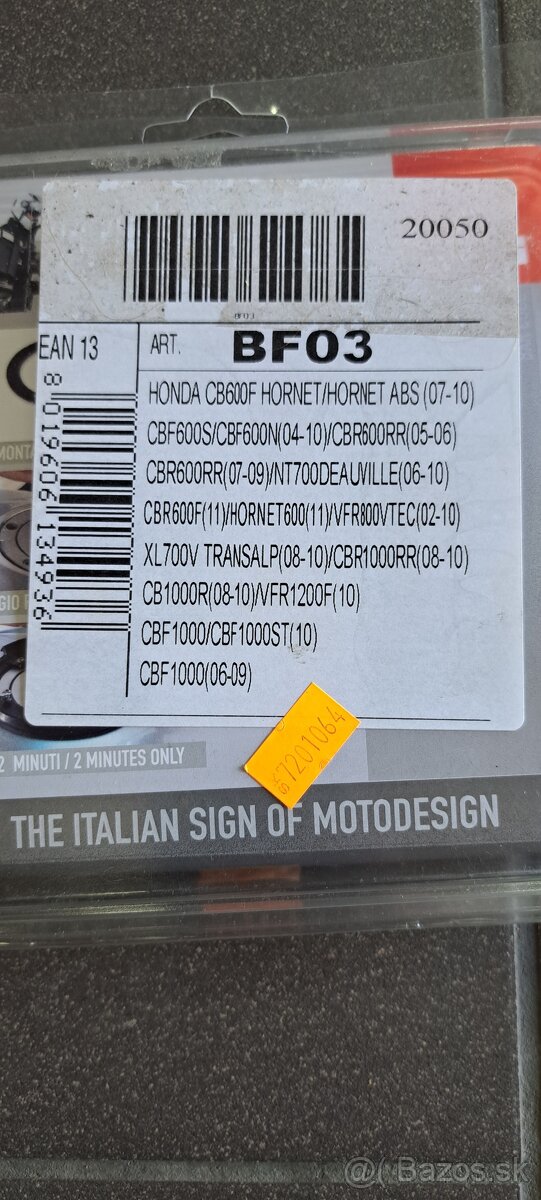 20050
BF03
EAN 13
ART. BF03
8 019606 134936
HONDA CB600F HORNET/HORNET ABS (07-10)
CBF600S/CBF600N(04-10)/CBR600RR(05-06)
CBR600RR(07-09)/NT700DEAUVILLE(06-10)
CBR600F(11)/HORNET600(11)/VFR800VTEC(02-10)
XL700V TRANSALP(08-10)/CBR1000RR(08-10)
CB1000R(08-10)/VFR1200F(10)
CBF1000/CBF1000ST(10)
CBF1000(06-09)
7201064
2 MINUTI / 2 MINUTES ONLY
THE ITALIAN SIGN OF MOTODESIGN
@ Bazos.sk